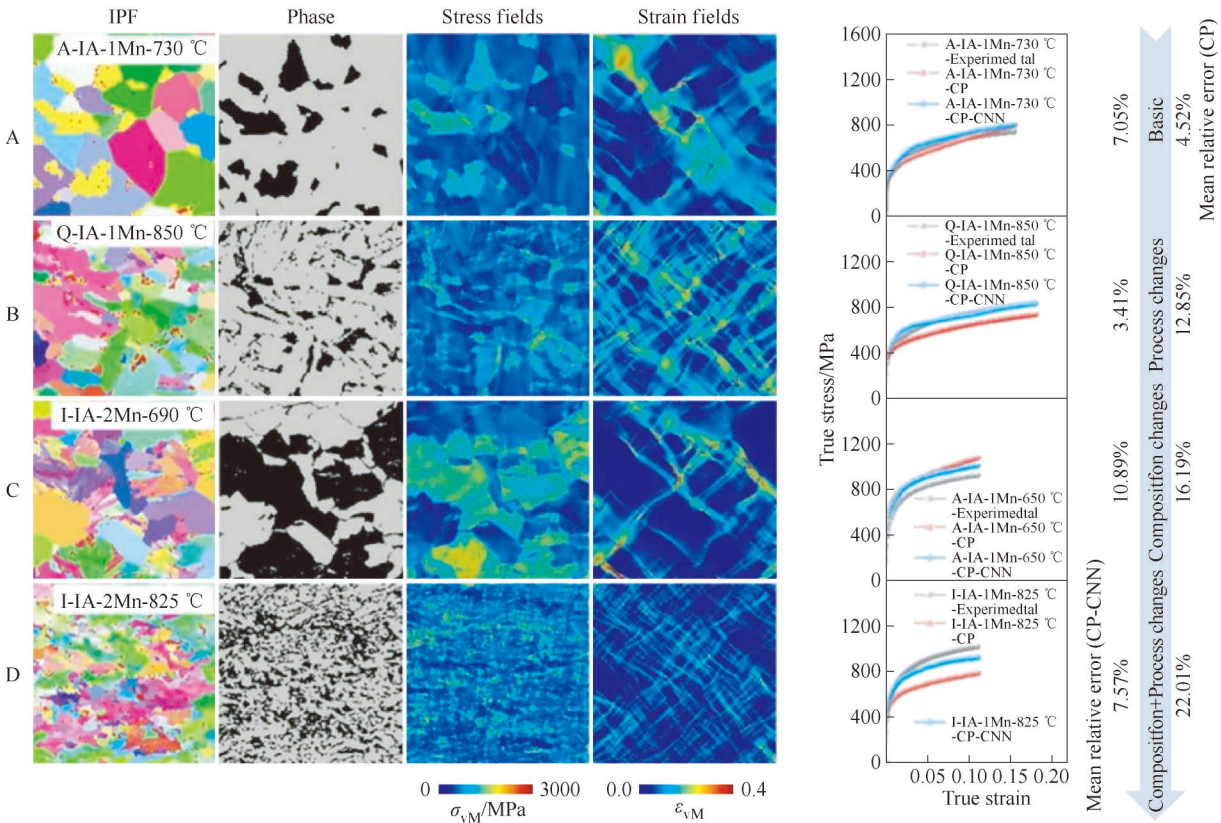 IPF
Phase
Stress fields
Strain fields
A
A-IA-1Mn-730 ℃
B
Q-IA-1Mn-850 ℃
C
I-IA-2Mn-690 ℃
D
I-IA-2Mn-825 ℃
0
3000
σvM/MPa
0.0
0.4
εvM
True stress/MPa
1600
1200
800
400
0
A-IA-1Mn-730 ℃
-Experimed tal
A-IA-1Mn-730 ℃
-CP
A-IA-1Mn-730 ℃
-CP-CNN
1200
800
400
0
Q-IA-1Mn-850 ℃
-Experimed tal
Q-IA-1Mn-850 ℃
-CP
Q-IA-1Mn-850 ℃
-CP-CNN
1200
800
400
0
A-IA-1Mn-650 ℃
-Experimedtal
A-IA-1Mn-650 ℃
-CP
A-IA-1Mn-650 ℃
-CP-CNN
1200
800
400
0
I-IA-1Mn-825 ℃
-Experimedtal
I-IA-1Mn-825 ℃
-CP
I-IA-1Mn-825 ℃
-CP-CNN
0.05
0.10
0.15
0.20
True strain
Mean relative error (CP-CNN)
7.57%
10.89%
3.41%
7.05%
Compositfon+Process changes
Compositfon changes
Process changes
Basic
22.01%
16.19%
12.85%
4.52%
Mean relative error (CP)